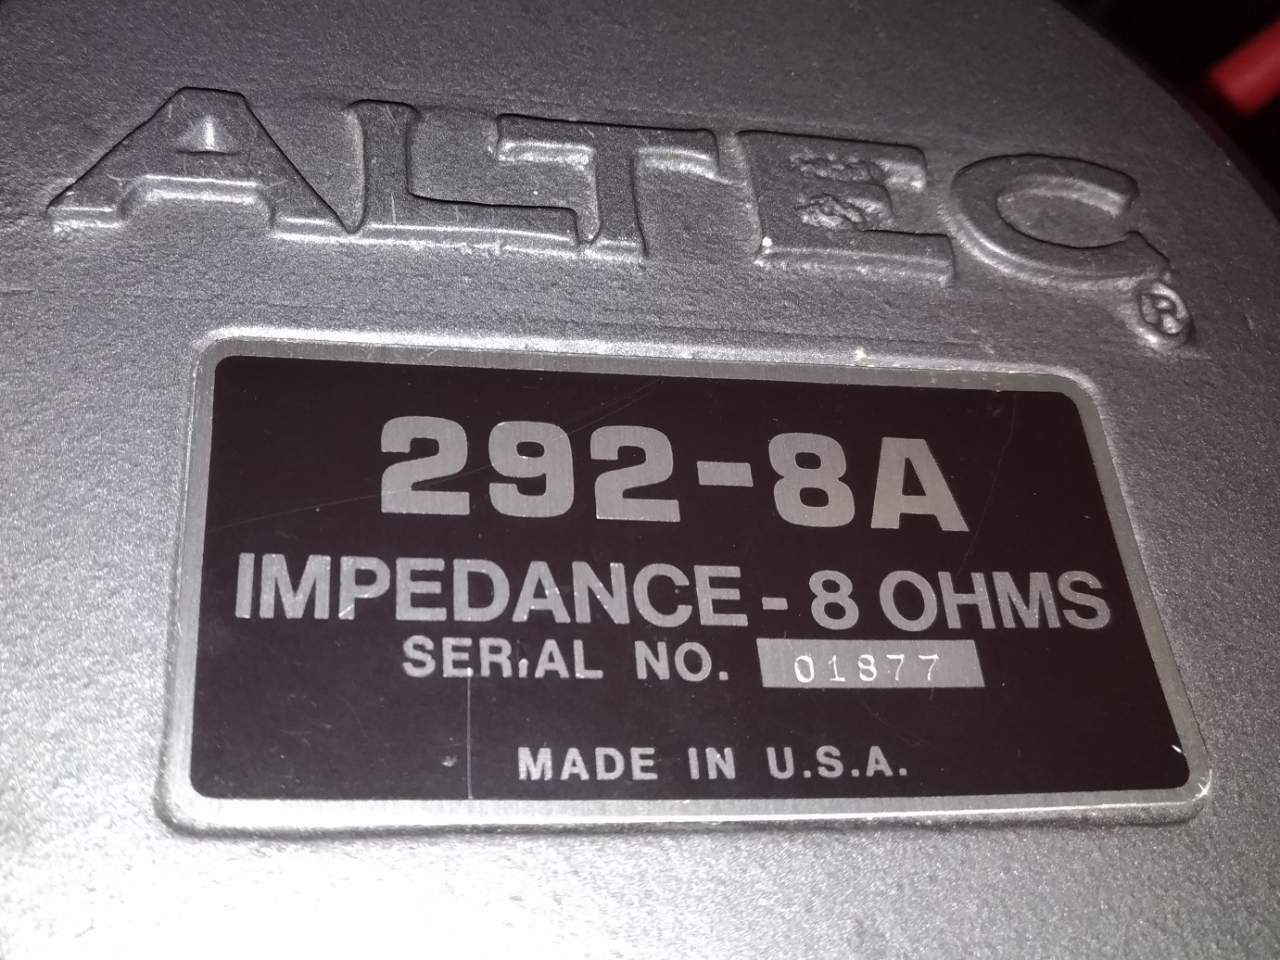 ALTEC®
292-8A
IMPEDANCE - 8 OHMS
SERIAL NO. 01877
MADE IN U.S.A.